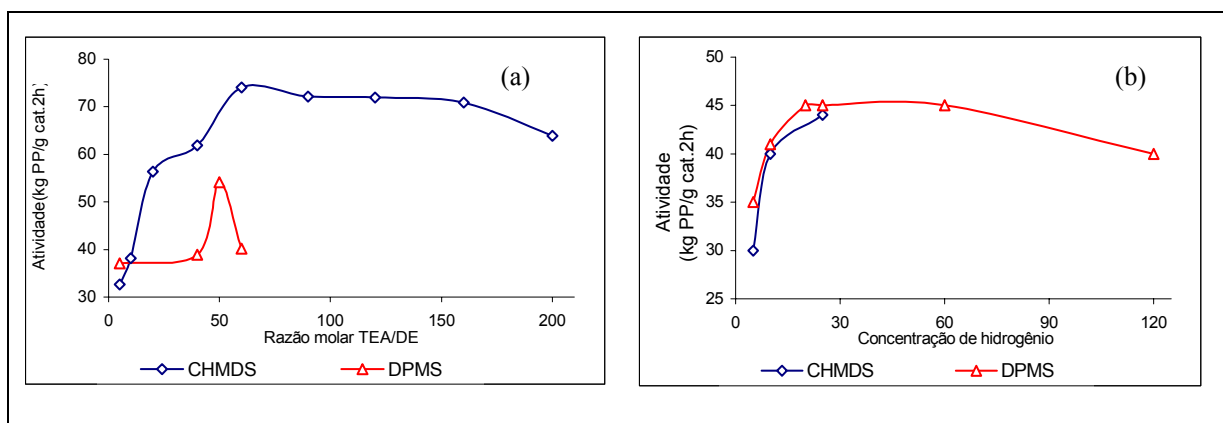 (a)
Atividade(kg PP/g cat.2h)
80
70
60
50
40
30
0
50
100
150
200
Razão molar TEA/DE
CHMDS
DPMS
(b)
Atividade
(kg PP/g cat.2h)
50
45
40
35
30
25
0
30
60
90
120
Concentração de hidrogênio
CHMDS
DPMS